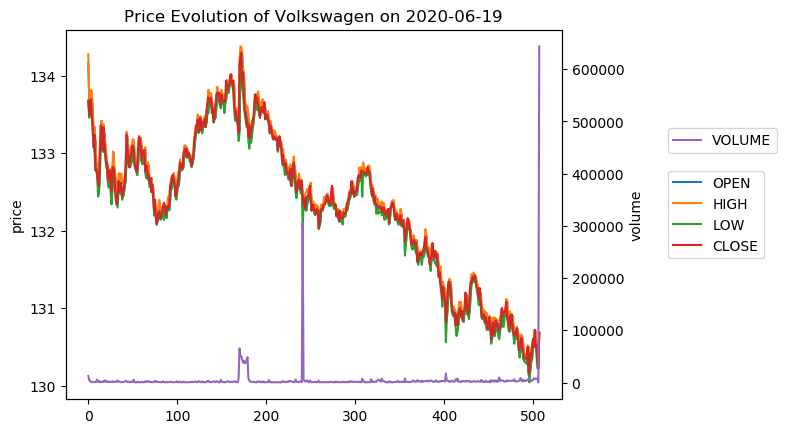 Price Evolution of Volkswagen on 2020-06-19
price
134
133
132
131
130
0
100
200
300
400
500
600000
500000
400000
300000
200000
100000
0
volume
VOLUME
OPEN
HIGH
LOW
CLOSE